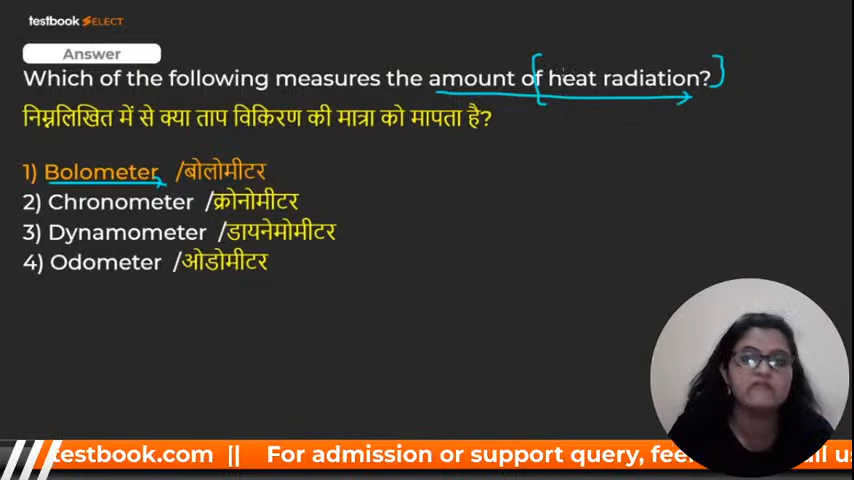 testbook SELECT
Answer
Which of the following measures the amount of heat radiation?
निम्नलिखित में से क्या ताप विकिरण की मात्रा को मापता है?
1) Bolometer /बोलोमीटर
2) Chronometer /क्रोनोमीटर
3) Dynamometer /डायनेमोमीटर
4) Odometer /ओडोमीटर
testbook.com || For admission or support query, feel